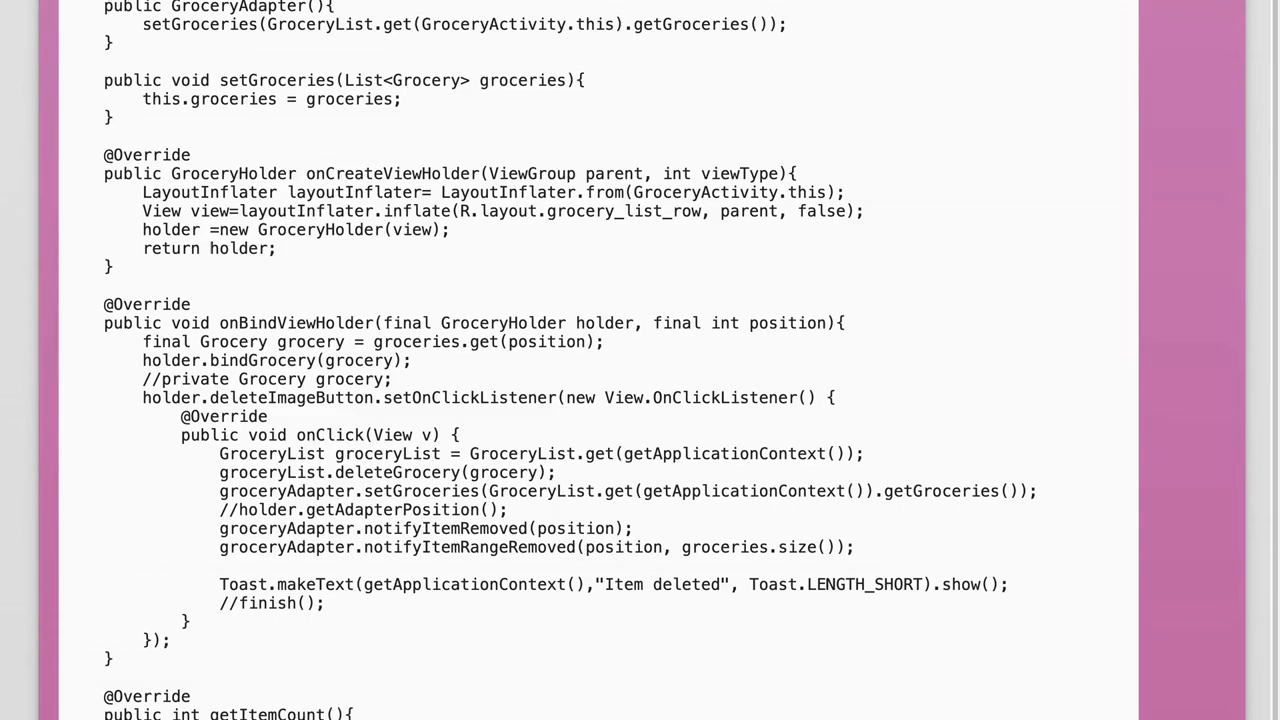 public GroceryAdapter(){
setGroceries(GroceryList.get(GroceryActivity.this).getGroceries());
}
public void setGroceries(List<Grocery> groceries){
this.groceries = groceries;
}
@Override
public GroceryHolder onCreateViewHolder(ViewGroup parent, int viewType){
LayoutInflater layoutInflater= LayoutInflater.from(GroceryActivity.this);
View view=layoutInflater.inflate(R.layout.grocery_list_row, parent, false);
holder =new GroceryHolder(view);
return holder;
}
@Override
public void onBindViewHolder(final GroceryHolder holder, final int position){
final Grocery grocery = groceries.get(position);
holder.bindGrocery(grocery);
//private Grocery grocery;
holder.deleteImageButton.setOnClickListener(new View.OnClickListener() {
@Override
public void onClick(View v) {
GroceryList groceryList = GroceryList.get(getApplicationContext());
groceryList.deleteGrocery(grocery);
groceryAdapter.setGroceries(GroceryList.get(getApplicationContext()).getGroceries());
//holder.getAdapterPosition();
groceryAdapter.notifyItemRemoved(position);
groceryAdapter.notifyItemRangeRemoved(position, groceries.size());
Toast.makeText(getApplicationContext(),"Item deleted", Toast.LENGTH_SHORT).show();
//finish();
}
});
}
@Override
public int getItemCount(){